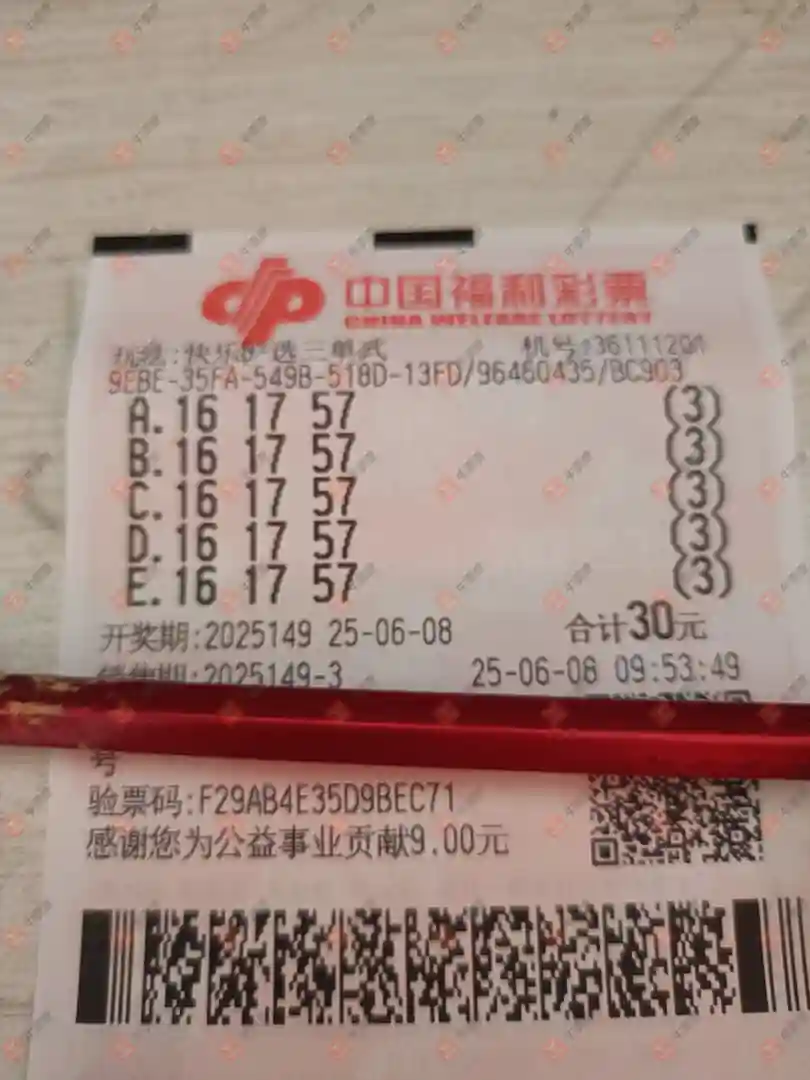 中国福利彩票
CHINA WELFARE LOTTERY
玩法:快乐8-选三单式 机号:36111201
9EBE-35FA-549B-518D-13FD/96460435/BC903
A.16 17 57 (3)
B.16 17 57 (3)
C.16 17 57 (3)
D.16 17 57 (3)
E.16 17 57 (3)
开奖期:2025149 25-06-08 合计30元
销售期:2025149-3 25-06-08 09:53:49
号
验票码:F29AB4E35D9BEC71
感谢您为公益事业贡献9.00元